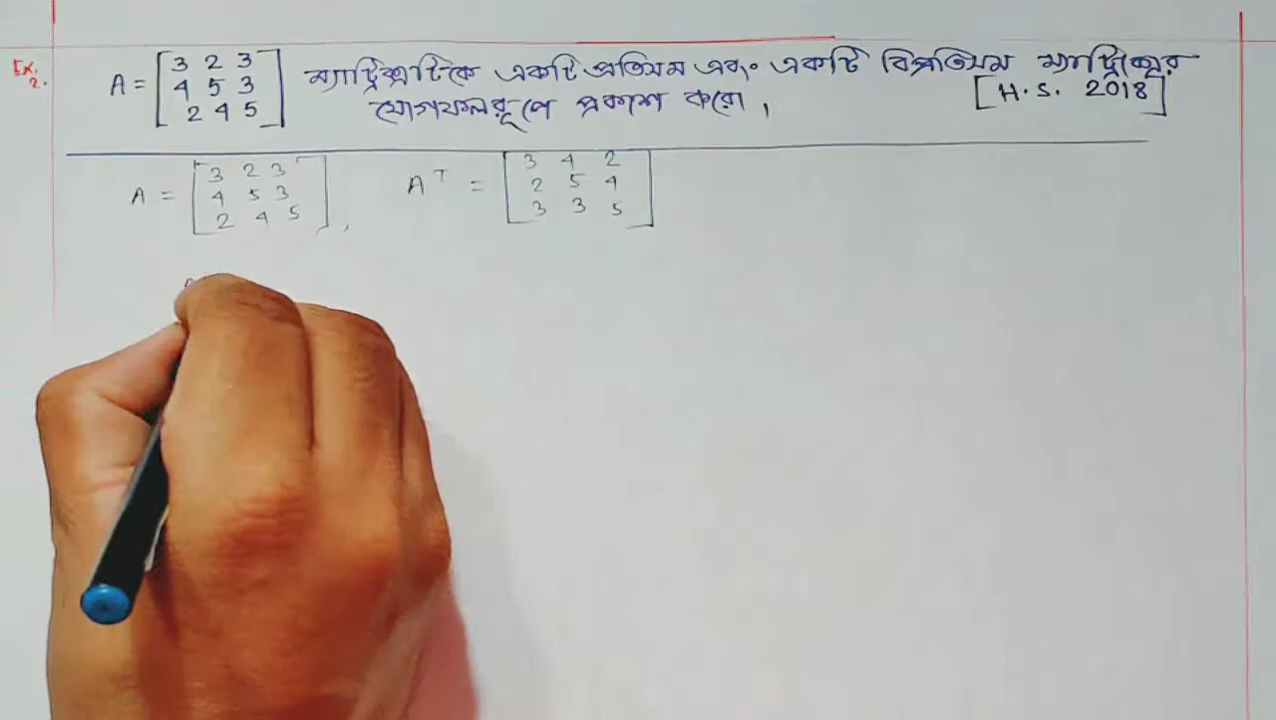 Ex. 2. A = [3 2 3 ম্যাট্রিক্সটিকে একটি প্রতিসম এবং একটি বিপ্রতিসম ম্যাট্রিক্সের
4 5 3
2 4 5] যোগফলরূপে প্রকাশ করো। [H.S. 2018]
A = [3 2 3
4 5 3
2 4 5],
A^T = [3 4 2
2 5 4
3 3 5]